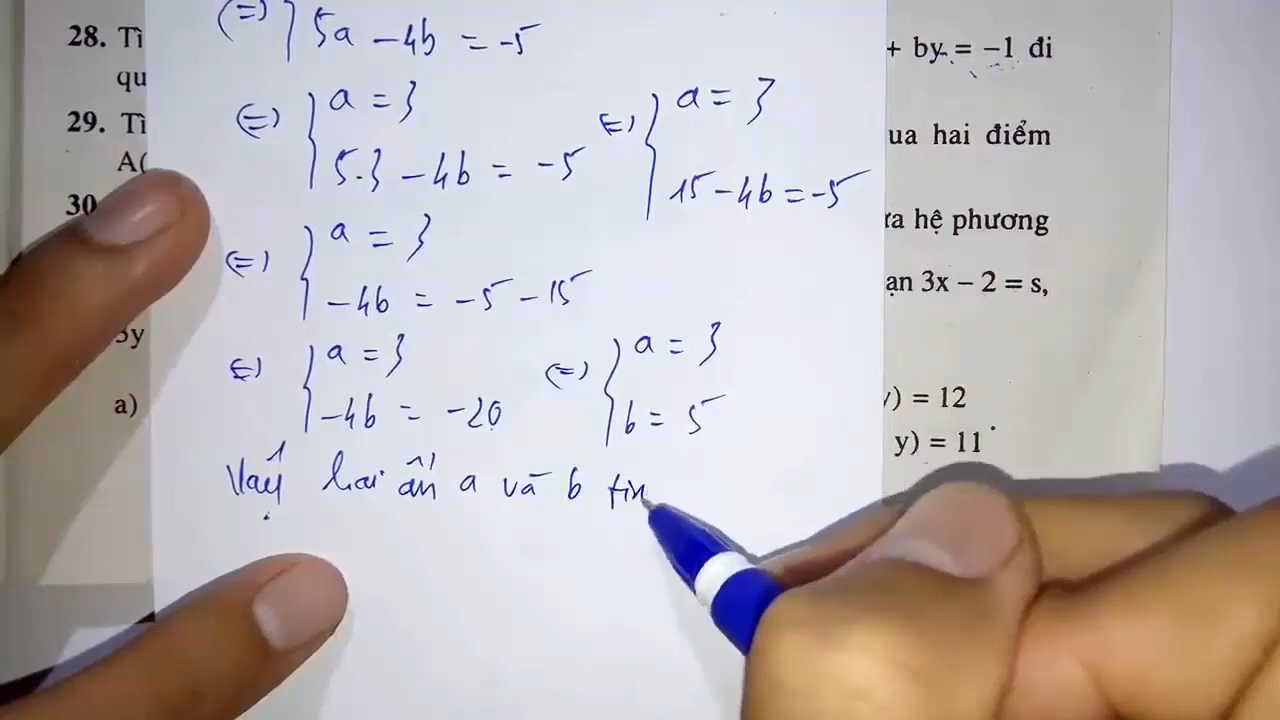 28. Tì
qu
29. Tì
A(
30
3y
a)
+ by = −1 đi
ua hai điểm
ra hệ phương
ạn 3x − 2 = s,
y) = 12
y) = 11
(=) { 5a − 4b = −5
(=) { a = 3
5.3 − 4b = −5
(=) { a = 3
15 − 4b = −5
(=) { a = 3
−4b = −5 − 15
(=) { a = 3
−4b = −20
(=) { a = 3
b = 5
Vậy hai ẩn a và b tìm